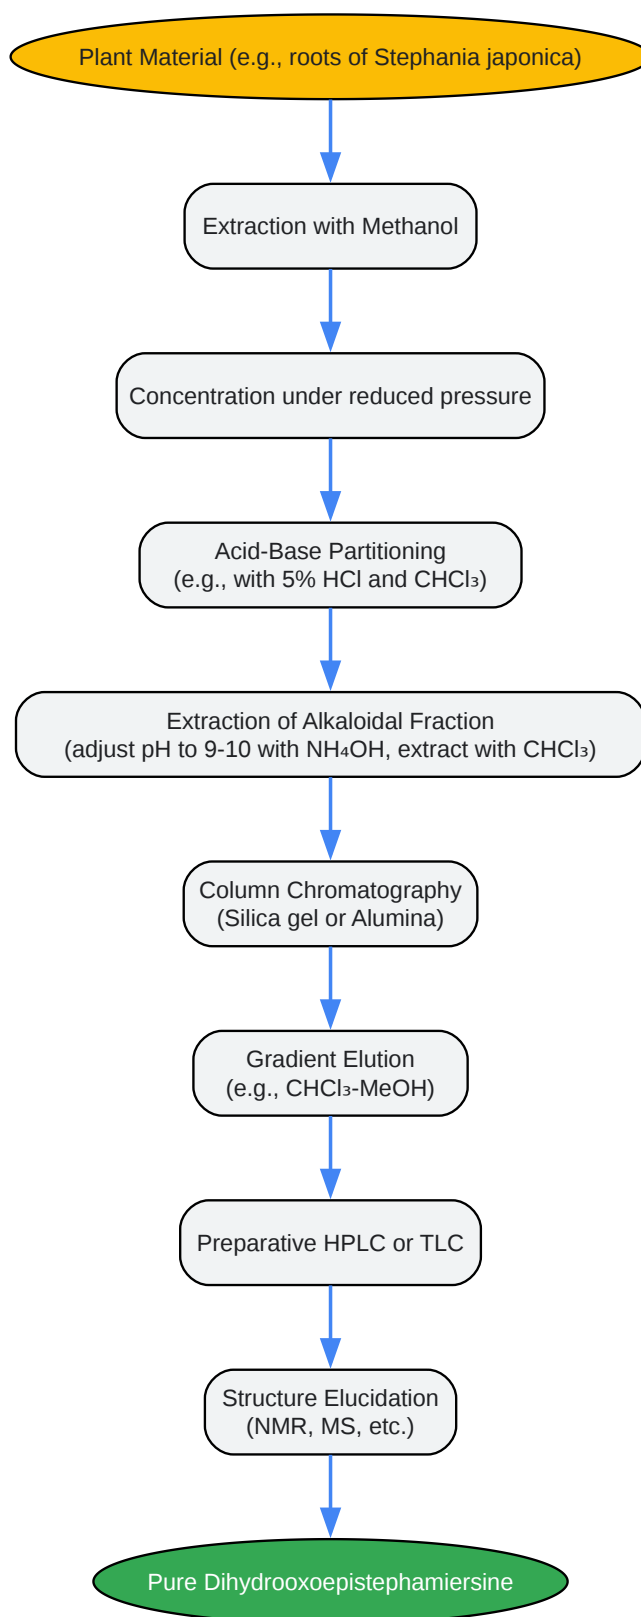 Plant Material (e.g., roots of Stephania japonica)
Extraction with Methanol
Concentration under reduced pressure
Acid-Base Partitioning
(e.g., with 5% HCl and CHCl₃)
Extraction of Alkaloidal Fraction
(adjust pH to 9-10 with NH₄OH, extract with CHCl₃)
Column Chromatography
(Silica gel or Alumina)
Gradient Elution
(e.g., CHCl₃-MeOH)
Preparative HPLC or TLC
Structure Elucidation
(NMR, MS, etc.)
Pure Dihydrooxoepistephamiersine